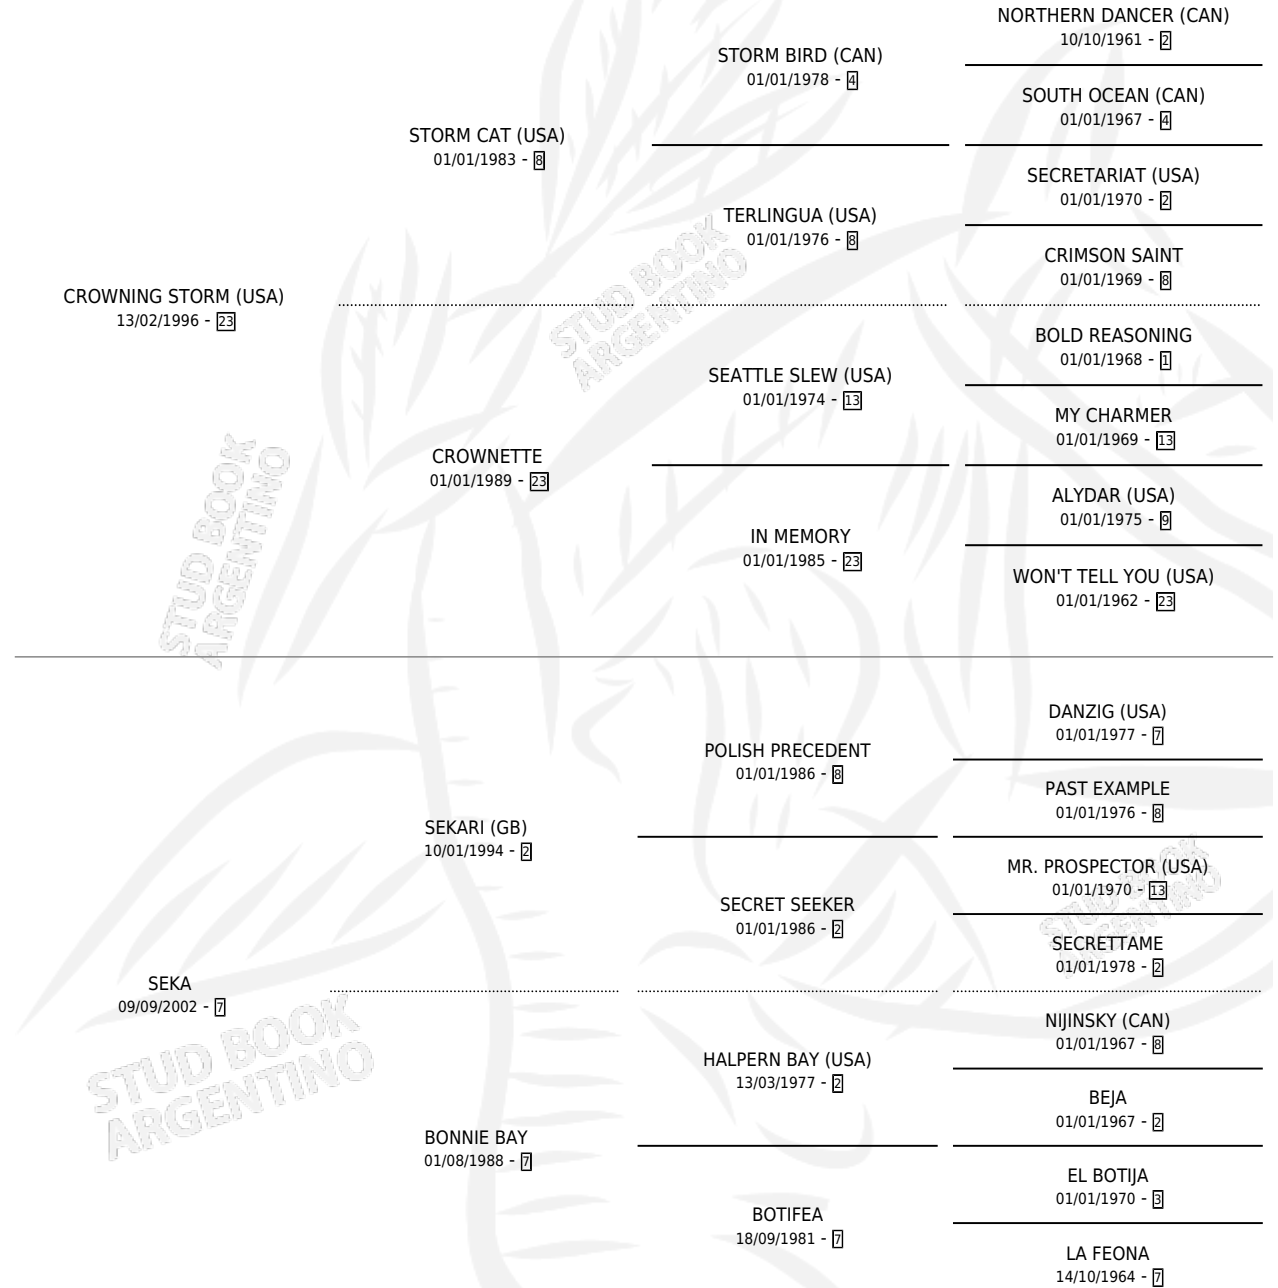 NORTHERN DANCER (CAN)
10/10/1961 - 2
STORM BIRD (CAN)
01/01/1978 - 4
SOUTH OCEAN (CAN)
01/01/1967 - 4
STORM CAT (USA)
01/01/1983 - 8
SECRETARIAT (USA)
01/01/1970 - 2
TERLINGUA (USA)
01/01/1976 - 8
CRIMSON SAINT
01/01/1969 - 8
CROWNING STORM (USA)
13/02/1996 - 23
BOLD REASONING
01/01/1968 - 1
SEATTLE SLEW (USA)
01/01/1974 - 13
MY CHARMER
01/01/1969 - 13
CROWNETTE
01/01/1989 - 23
ALYDAR (USA)
01/01/1975 - 9
IN MEMORY
01/01/1985 - 23
WON'T TELL YOU (USA)
01/01/1962 - 23
DANZIG (USA)
01/01/1977 - 7
POLISH PRECEDENT
01/01/1986 - 8
PAST EXAMPLE
01/01/1976 - 8
SEKARI (GB)
10/01/1994 - 2
MR. PROSPECTOR (USA)
01/01/1970 - 13
SECRET SEEKER
01/01/1986 - 2
SECRETTAME
01/01/1978 - 2
SEKA
09/09/2002 - 7
NIJINSKY (CAN)
01/01/1967 - 8
HALPERN BAY (USA)
13/03/1977 - 2
BEJA
01/01/1967 - 2
BONNIE BAY
01/08/1988 - 7
EL BOTIJA
01/01/1970 - 3
BOTIFEA
18/09/1981 - 7
LA FEONA
14/10/1964 - 7
STUD BOOK
ARGENTINO
STUD BOOK
ARGENTINO
STUD BOOK
ARGENTINO
STUD BOOK
ARGENTINO